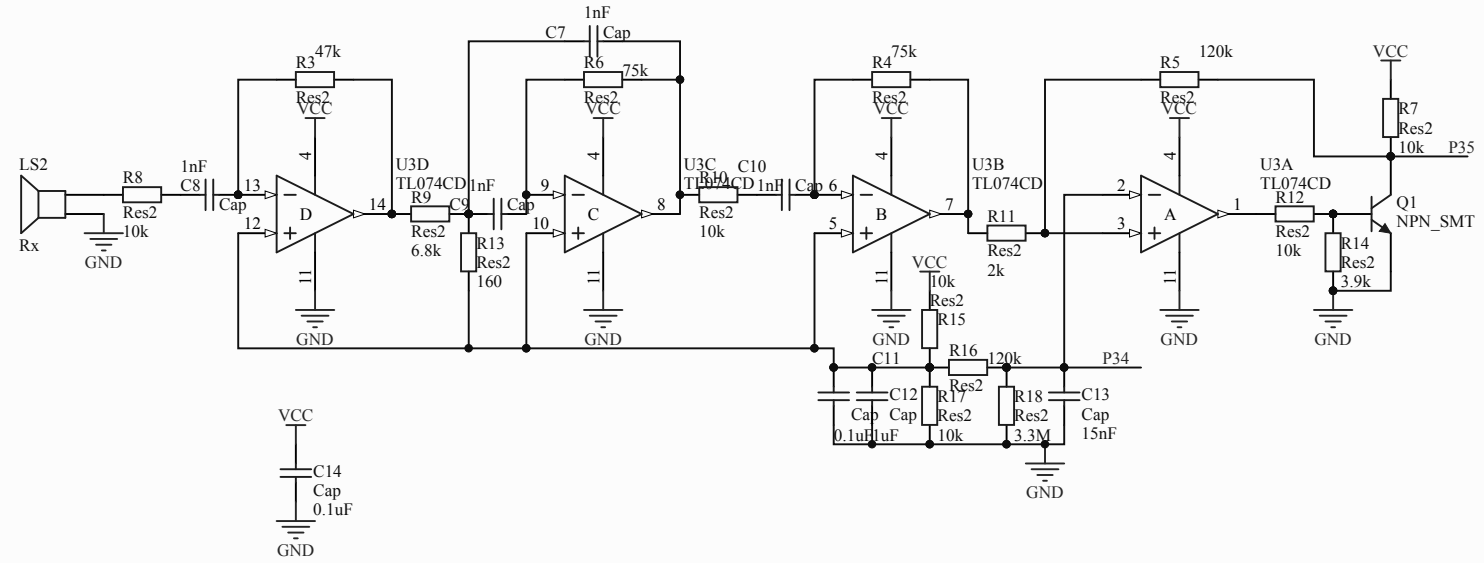 1nF
C7
Cap
47k
R3
Res2
VCC
R6
75k
Res2
VCC
R4
75k
Res2
VCC
120k
R5
Res2
VCC
VCC
R7
Res2
10k
P35
LS2
Rx
R8
Res2
10k
GND
1nF
C8
Cap
13
12
4
D
11
14
GND
U3D
TL074CD
R9
Res2
6.8k
1nF
C9
Cap
R13
Res2
160
9
10
4
C
11
8
GND
U3C
TL074CD
R10
Res2
10k
C10
1nF
Cap
6
5
4
B
11
7
GND
U3B
TL074CD
R11
Res2
2k
2
3
4
A
11
1
GND
U3A
TL074CD
R12
Res2
10k
R14
Res2
3.9k
GND
Q1
NPN_SMT
VCC
10k
Res2
R15
C11
R16
Res2
120k
P34
Cap
0.1uF
C12
Cap
1uF
R17
Res2
10k
R18
Res2
3.3M
C13
Cap
15nF
GND
VCC
C14
Cap
0.1uF
GND